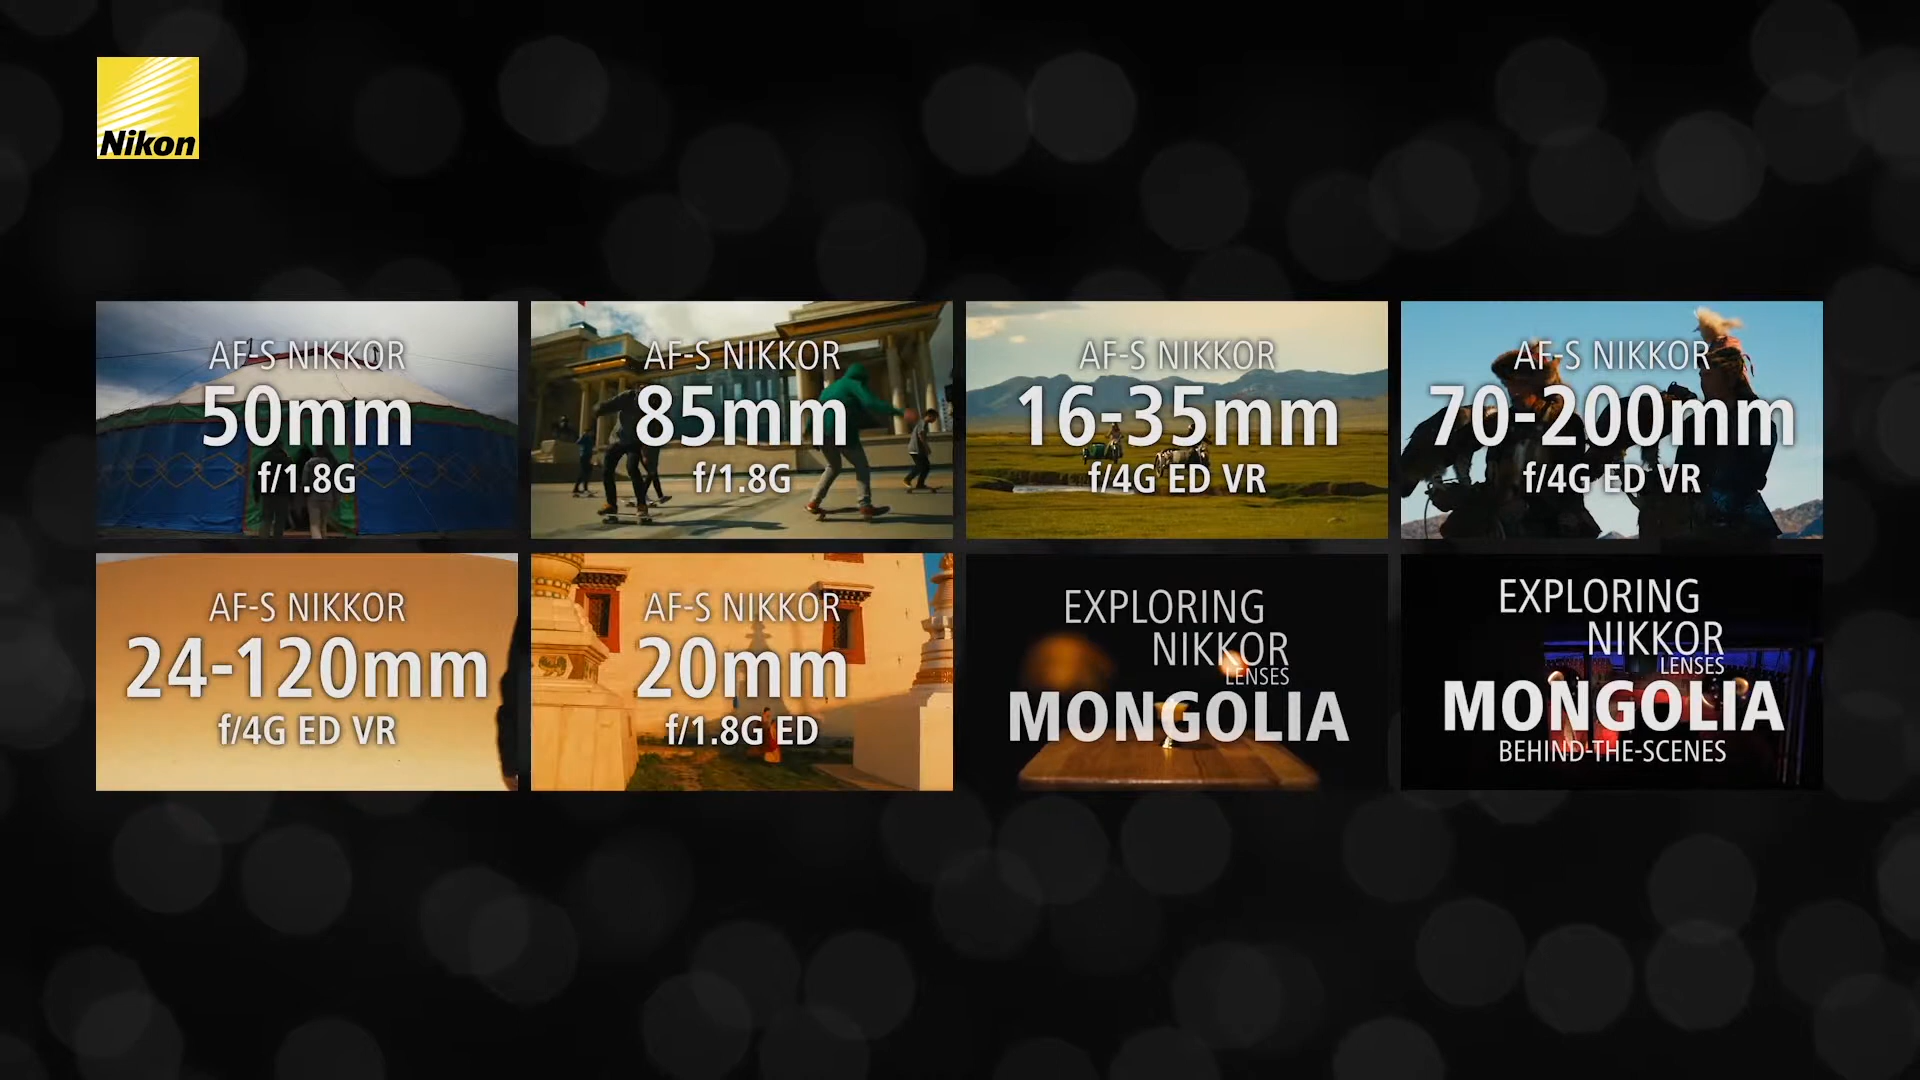 Nikon
AF-S NIKKOR
50mm
f/1.8G
AF-S NIKKOR
85mm
f/1.8G
AF-S NIKKOR
16-35mm
f/4G ED VR
AF-S NIKKOR
70-200mm
f/4G ED VR
AF-S NIKKOR
24-120mm
f/4G ED VR
AF-S NIKKOR
20mm
f/1.8G ED
EXPLORING
NIKKOR
LENSES
MONGOLIA
EXPLORING
NIKKOR
LENSES
MONGOLIA
BEHIND-THE-SCENES